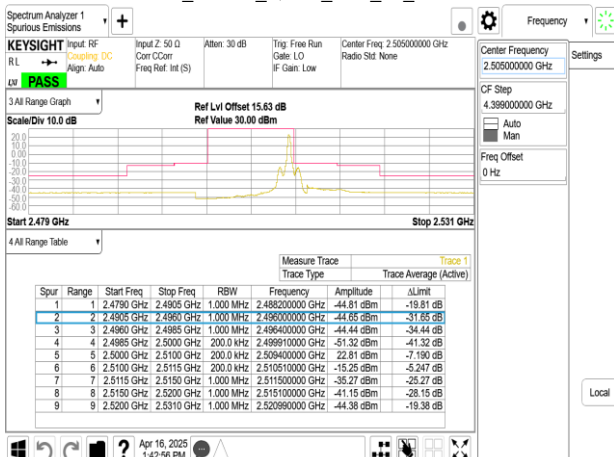 Spectrum Analyzer 1
Spurious Emissions
+
Frequency
KEYSIGHT Input: RF Input Z: 50 Ω Atten: 30 dB Trig: Free Run Center Freq: 2.505000000 GHz
RL Coupling: DC Corr CCorr Gate: LO Radio Std: None
Align: Auto Freq Ref: Int (S) IF Gain: Low
PASS
Center Frequency
2.505000000 GHz
Settings
CF Step
4.399000000 GHz
Auto
Man
Freq Offset
0 Hz
3 All Range Graph
Ref Lvl Offset 15.63 dB
Scale/Div 10.0 dB Ref Value 30.00 dBm
20.0
10.0
0.00
-10.0
-20.0
-30.0
-40.0
-50.0
-60.0
Start 2.479 GHz Stop 2.531 GHz
4 All Range Table
Measure Trace Trace 1
Trace Type Trace Average (Active)
Spur Range Start Freq Stop Freq RBW Frequency Amplitude ΔLimit
1 1 2.4790 GHz 2.4905 GHz 1.000 MHz 2.488200000 GHz -44.81 dBm -19.81 dB
2 2 2.4905 GHz 2.4960 GHz 1.000 MHz 2.496000000 GHz -44.65 dBm -31.65 dB
3 3 2.4960 GHz 2.4985 GHz 1.000 MHz 2.496400000 GHz -44.44 dBm -34.44 dB
4 4 2.4985 GHz 2.5000 GHz 200.0 kHz 2.499910000 GHz -51.32 dBm -41.32 dB
5 5 2.5000 GHz 2.5100 GHz 200.0 kHz 2.509400000 GHz 22.81 dBm -7.190 dB
6 6 2.5100 GHz 2.5115 GHz 200.0 kHz 2.510510000 GHz -15.25 dBm -5.247 dB
7 7 2.5115 GHz 2.5150 GHz 1.000 MHz 2.511500000 GHz -35.27 dBm -25.27 dB
8 8 2.5150 GHz 2.5200 GHz 1.000 MHz 2.515100000 GHz -41.15 dBm -28.15 dB
9 9 2.5200 GHz 2.5310 GHz 1.000 MHz 2.520990000 GHz -44.38 dBm -19.38 dB
Local
?
Apr 16, 2025
1:42:56 PM